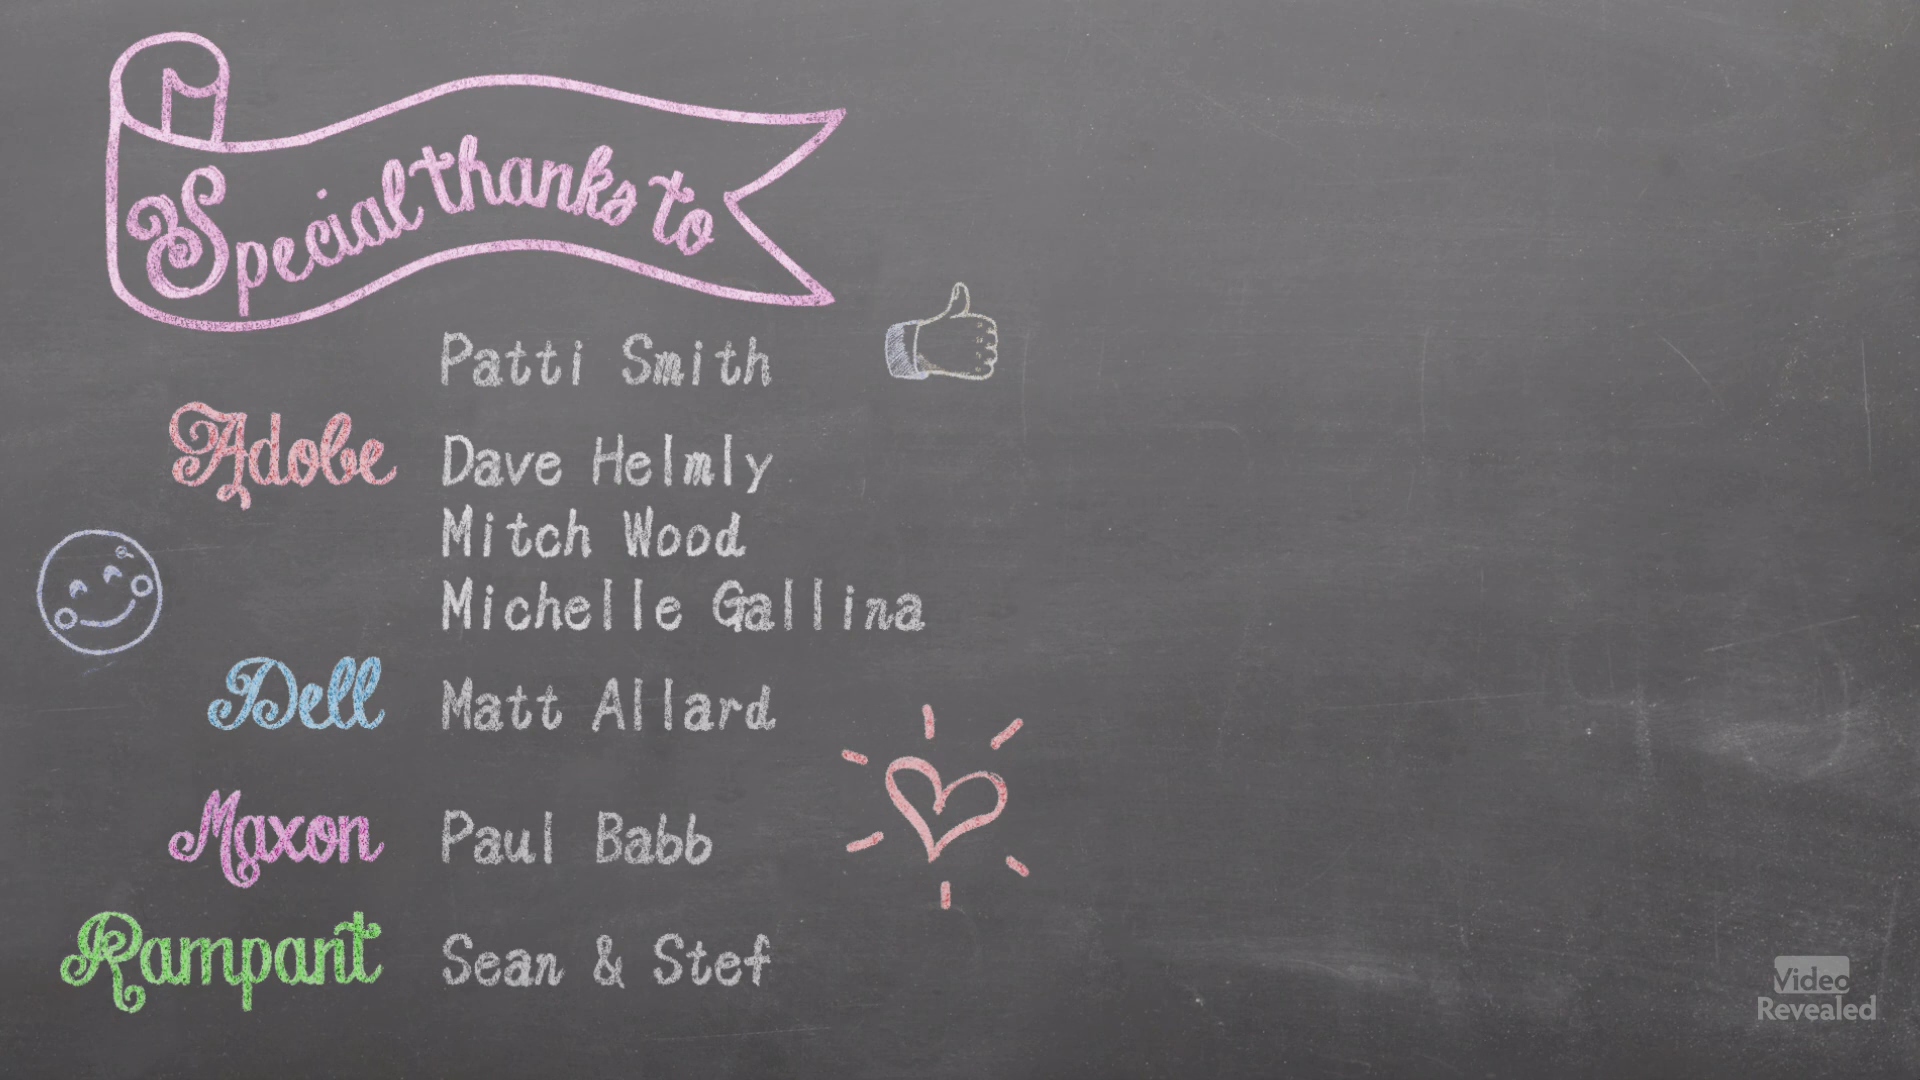 Special thanks to
Patti Smith
Adobe Dave Helmly
Mitch Wood
Michelle Gallina
Dell Matt Allard
Maxon Paul Babb
Rampant Sean & Stef
Video
Revealed